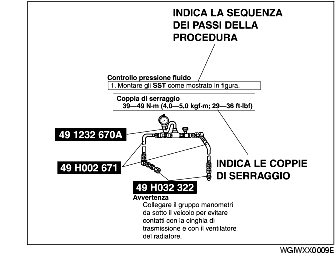 INDICA LA SEQUENZA
DEI PASSI DELLA
PROCEDURA
Controllo pressione fluido
1. Montare gli SST come mostrato in figura.
Coppia di serraggio
39—49 N·m (4,0—5,0 kgf-m; 29—36 ft-lbf)
49 1232 670A
49 H002 671
INDICA LE COPPIE
DI SERRAGGIO
49 H032 322
Avvertenza
Collegare il gruppo manometri
da sotto il veicolo per evitare
contatti con la cinghia di
trasmissione e con il ventilatore
del radiatore.
WGIWXX0009E